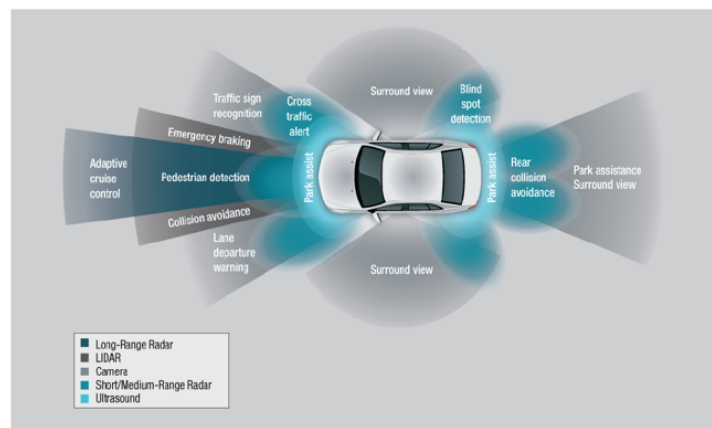 Traffic sign
recognition
Cross
traffic
alert
Surround view
Blind
spot
detection
Emergency braking
Adaptive
cruise
control
Pedestrian detection
Park assist
Park assist
Rear
collision
avoidance
Park assistance
Surround view
Collision avoidance
Lane
departure
warning
Surround view
Long-Range Radar
LIDAR
Camera
Short/Medium-Range Radar
Ultrasound